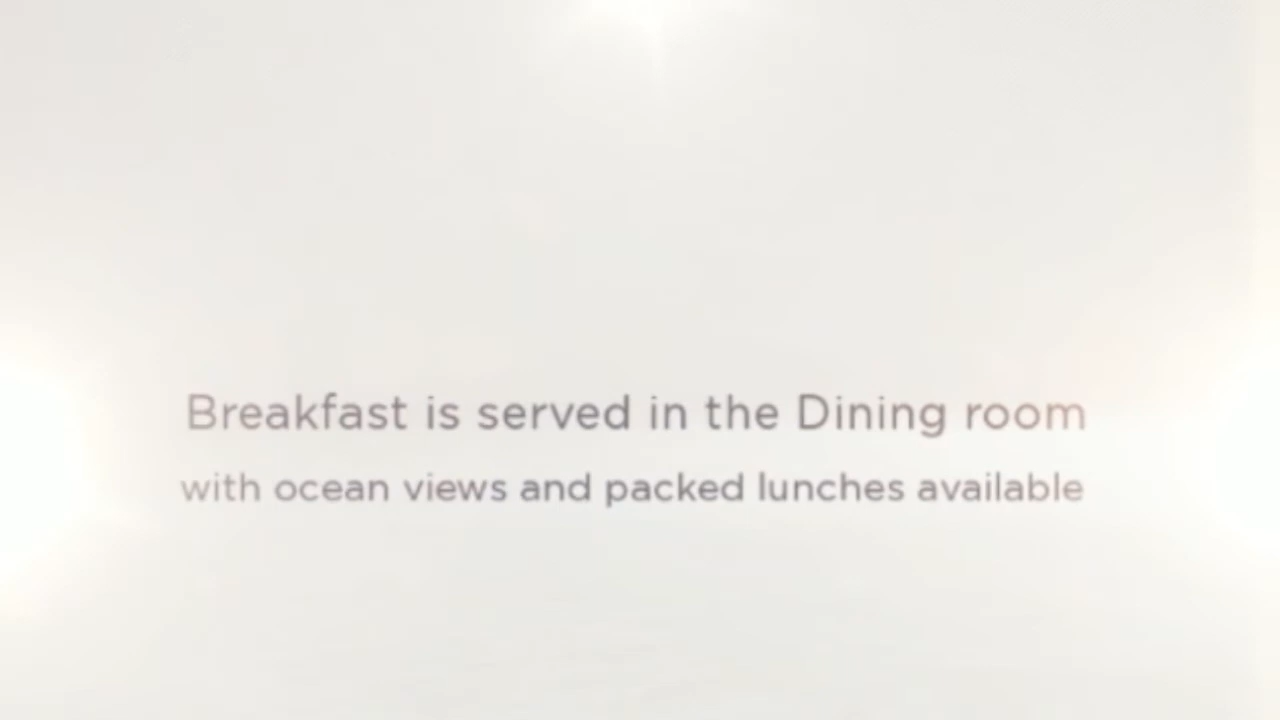 Breakfast is served in the Dining room
with ocean views and packed lunches available